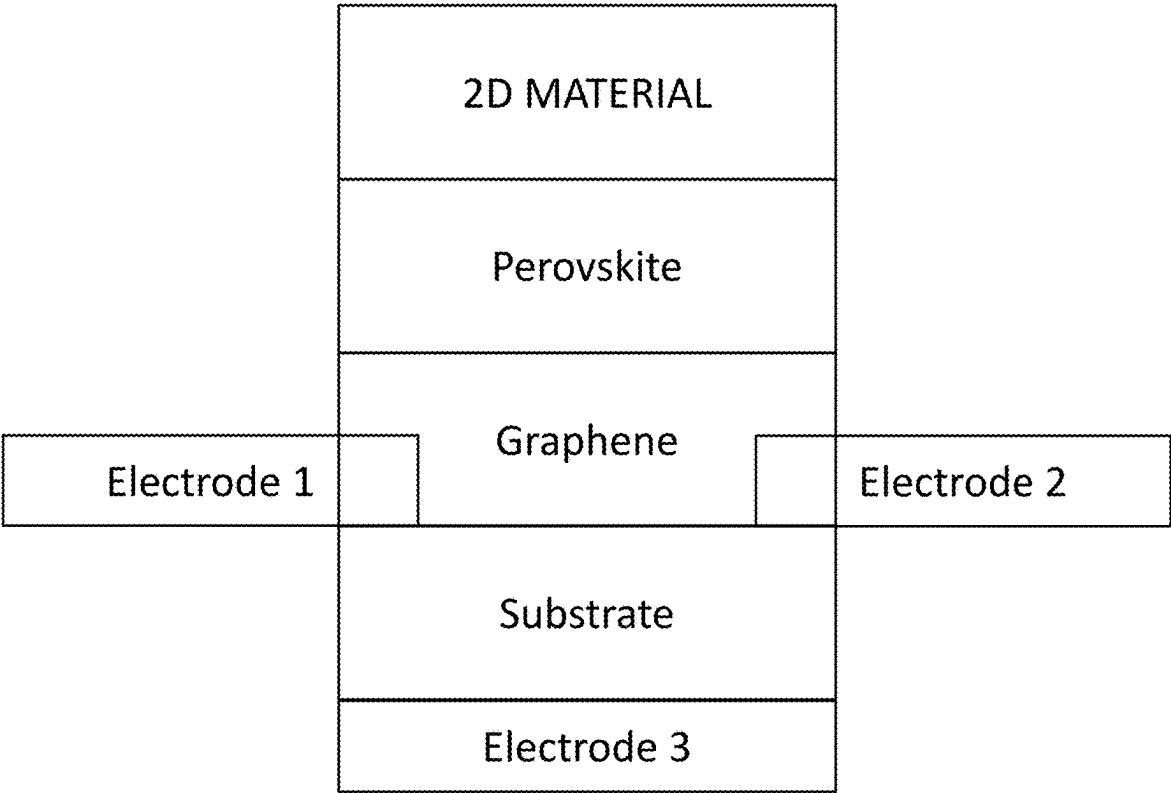 2D MATERIAL
Perovskite
Graphene
Electrode 1
Electrode 2
Substrate
Electrode 3